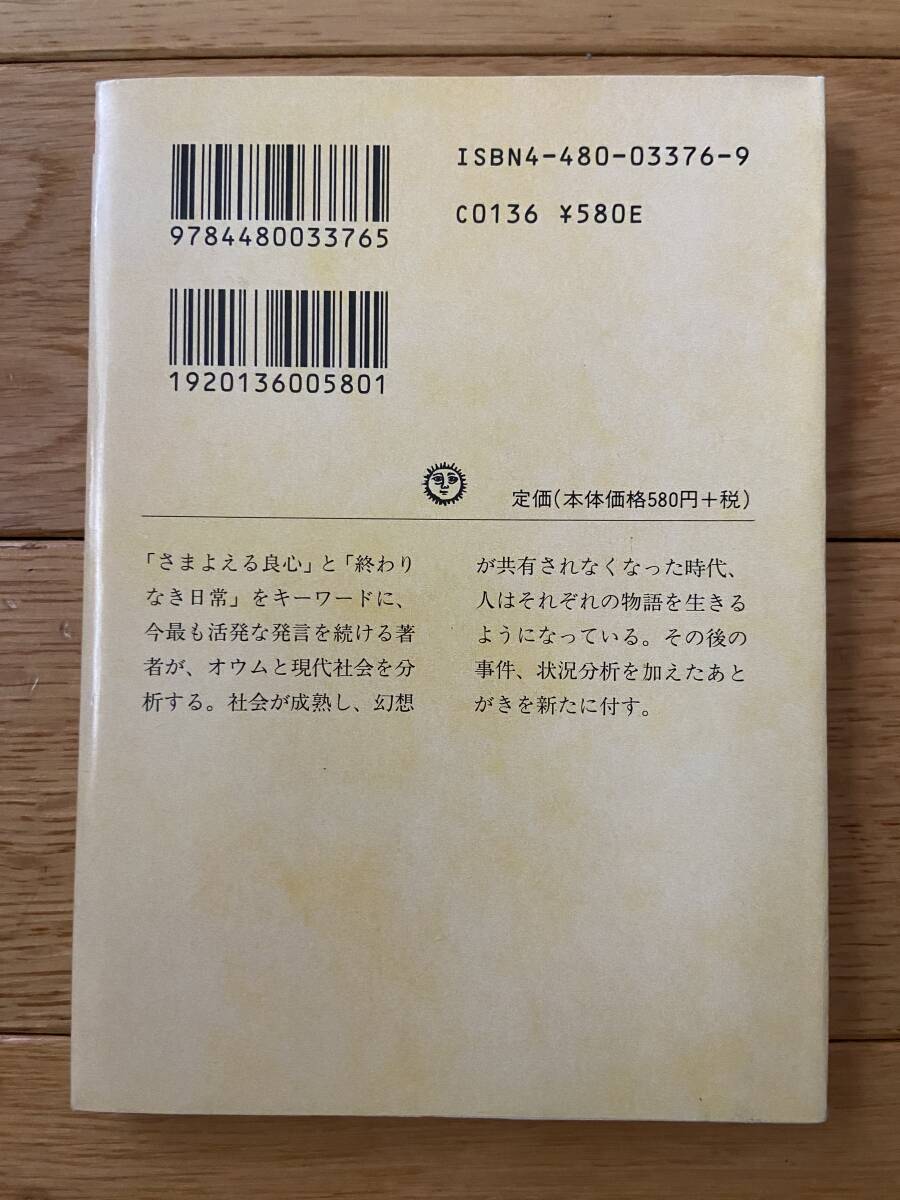 ISBN4-480-03376-9
C0136 ¥580E
9784480033765
1920136005801
定価(本体価格580円+税)
「さまよえる良心」と「終わり
なき日常」をキーワードに、
今最も活発な発言を続ける著
者が、オウムと現代社会を分
析する。社会が成熟し、幻想
が共有されなくなった時代、
人はそれぞれの物語を生きる
ようになっている。その後の
事件、状況分析を加えたあと
がきを新たに付す。